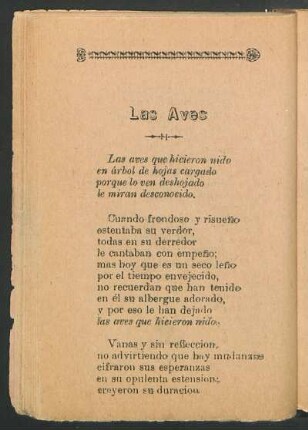 Las Aves
Las aves que hicieron nido
en árbol de hojas cargado
porque lo ven deshojado
le miran desconocido.
Cuando frondoso y risueño
ostentaba su verdor,
todas en su derredor
le cantaban con empeño;
mas hoy que es un seco leño
por el tiempo envejecido,
no recuerdan que han tenido
en él su albergue adorado,
y por eso le han dejado
las aves que hicieron nido.
Vanas y sin reflección,
no advirtiendo que hay mudanzas
cifraron sus esperanzas
en su opulenta estension;
creyeron su duracion